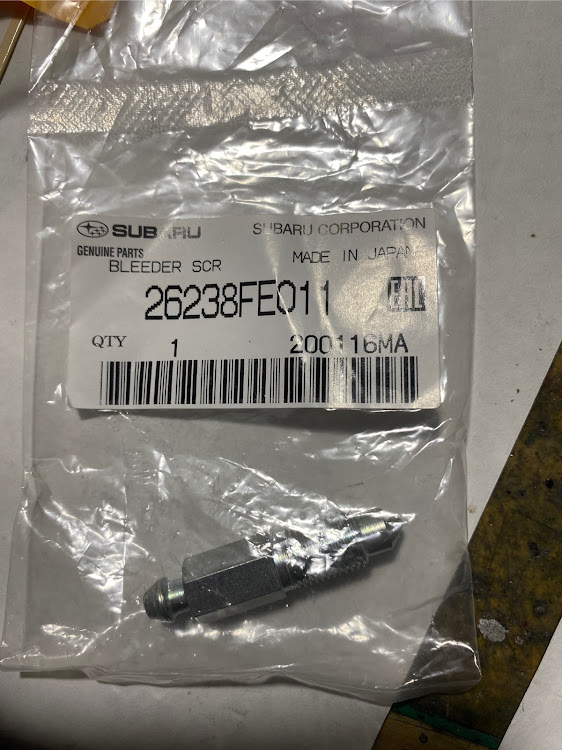 SUBARU SUBARU CORPORATION
GENUINE PARTS MADE IN JAPAN
BLEEDER SCR
26238FE011
QTY 1 200116MA